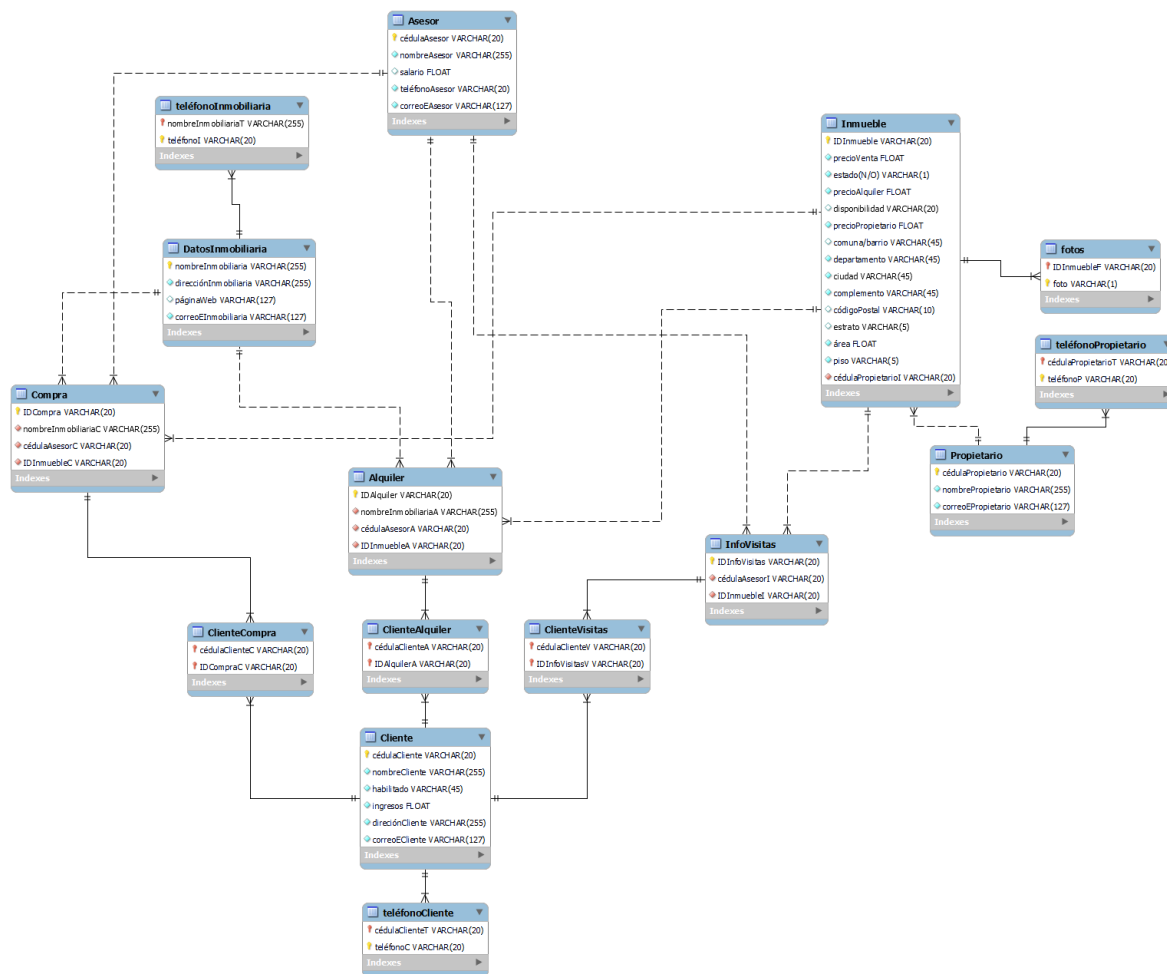 Asesor
cédulaAsesor VARCHAR(20)
nombreAsesor VARCHAR(255)
salario FLOAT
teléfonoAsesor VARCHAR(20)
correoEAsesor VARCHAR(127)
Indexes
teléfonoInmobiliaria
nombreInmobiliariaT VARCHAR(255)
teléfonoI VARCHAR(20)
Indexes
Inmueble
IDInmueble VARCHAR(20)
precioVenta FLOAT
estado(N/O) VARCHAR(1)
precioAlquiler FLOAT
disponibilidad VARCHAR(20)
precioPropietario FLOAT
comuna/barrio VARCHAR(45)
departamento VARCHAR(45)
ciudad VARCHAR(45)
complemento VARCHAR(45)
códigoPostal VARCHAR(10)
estrato VARCHAR(5)
área FLOAT
piso VARCHAR(5)
cédulaPropietarioI VARCHAR(20)
Indexes
DatosInmobiliaria
nombreInmobiliaria VARCHAR(255)
direcciónInmobiliaria VARCHAR(255)
páginaWeb VARCHAR(127)
correoEInmobiliaria VARCHAR(127)
Indexes
fotos
IDInmuebleF VARCHAR(20)
foto VARCHAR(1)
Indexes
teléfonoPropietario
cédulaPropietarioT VARCHAR(20
teléfonoP VARCHAR(20)
Indexes
Compra
IDCompra VARCHAR(20)
nombreInmobiliariaC VARCHAR(255)
cédulaAsesorC VARCHAR(20)
IDInmuebleC VARCHAR(20)
Indexes
Propietario
cédulaPropietario VARCHAR(20)
nombrePropietario VARCHAR(255)
correoEPropietario VARCHAR(127)
Indexes
Alquiler
IDAlquiler VARCHAR(20)
nombreInmobiliariaA VARCHAR(255)
cédulaAsesorA VARCHAR(20)
IDInmuebleA VARCHAR(20)
Indexes
InfoVisitas
IDInfoVisitas VARCHAR(20)
cédulaAsesorI VARCHAR(20)
IDInmuebleI VARCHAR(20)
Indexes
ClienteCompra
cédulaClienteC VARCHAR(20)
IDCompraC VARCHAR(20)
Indexes
ClienteAlquiler
cédulaClienteA VARCHAR(20)
IDAlquilerA VARCHAR(20)
Indexes
ClienteVisitas
cédulaClienteV VARCHAR(20)
IDInfoVisitasV VARCHAR(20)
Indexes
Cliente
cédulaCliente VARCHAR(20)
nombreCliente VARCHAR(255)
habilitado VARCHAR(45)
ingresos FLOAT
direciónCliente VARCHAR(255)
correoECliente VARCHAR(127)
Indexes
teléfonoCliente
cédulaClienteT VARCHAR(20)
teléfonoC VARCHAR(20)
Indexes